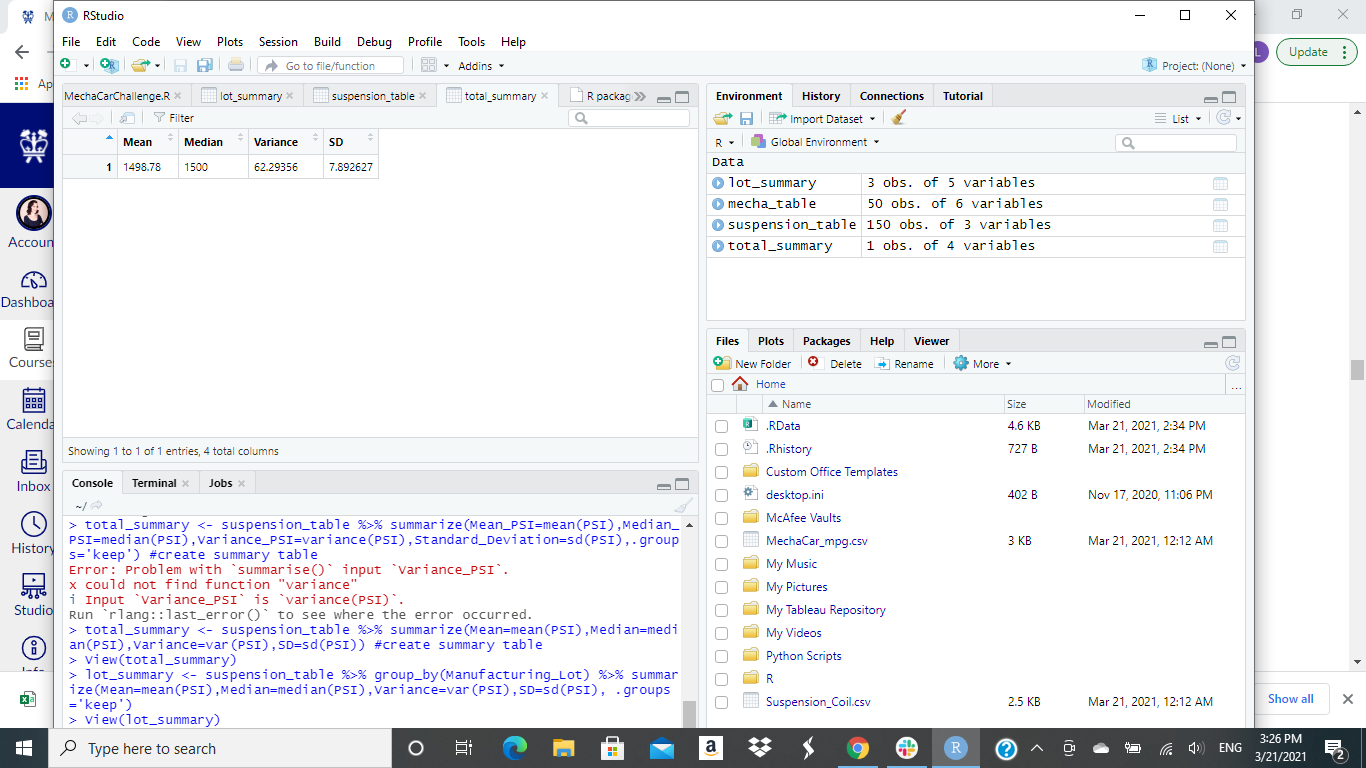 RStudio
File Edit Code View Plots Session Build Debug Profile Tools Help
Go to file/function Addins Project: (None)
Update
MechaCarChallenge.R lot_summary suspension_table total_summary R packag
Filter
Mean Median Variance SD
1 1498.78 1500 62.29356 7.892627
Showing 1 to 1 of 1 entries, 4 total columns
Console Terminal Jobs
~/
> total_summary <- suspension_table %>% summarize(Mean_PSI=mean(PSI),Median_
PSI=median(PSI),Variance_PSI=variance(PSI),Standard_Deviation=sd(PSI),.group
s='keep') #create summary table
Error: Problem with `summarise()` input `Variance_PSI`.
x could not find function "variance"
i Input `Variance_PSI` is `variance(PSI)`.
Run `rlang::last_error()` to see where the error occurred.
> total_summary <- suspension_table %>% summarize(Mean=mean(PSI),Median=medi
an(PSI),Variance=var(PSI),SD=sd(PSI)) #create summary table
> View(total_summary)
> lot_summary <- suspension_table %>% group_by(Manufacturing_Lot) %>% summar
ize(Mean=mean(PSI),Median=median(PSI),Variance=var(PSI),SD=sd(PSI), .groups
='keep')
> View(lot_summary)
Environment History Connections Tutorial
Import Dataset List
R Global Environment
Data
lot_summary 3 obs. of 5 variables
mecha_table 50 obs. of 6 variables
suspension_table 150 obs. of 3 variables
total_summary 1 obs. of 4 variables
Files Plots Packages Help Viewer
New Folder Delete Rename More
Home ...
Name Size Modified
.RData 4.6 KB Mar 21, 2021, 2:34 PM
.Rhistory 727 B Mar 21, 2021, 2:34 PM
Custom Office Templates
desktop.ini 402 B Nov 17, 2020, 11:06 PM
McAfee Vaults
MechaCar_mpg.csv 3 KB Mar 21, 2021, 12:12 AM
My Music
My Pictures
My Tableau Repository
My Videos
Python Scripts
R
Suspension_Coil.csv 2.5 KB Mar 21, 2021, 12:12 AM
M
Ap
Accoun
Dashboa
Course
Calenda
Inbox
History
Studio
Show all
Type here to search
ENG
3:26 PM
3/21/2021
2